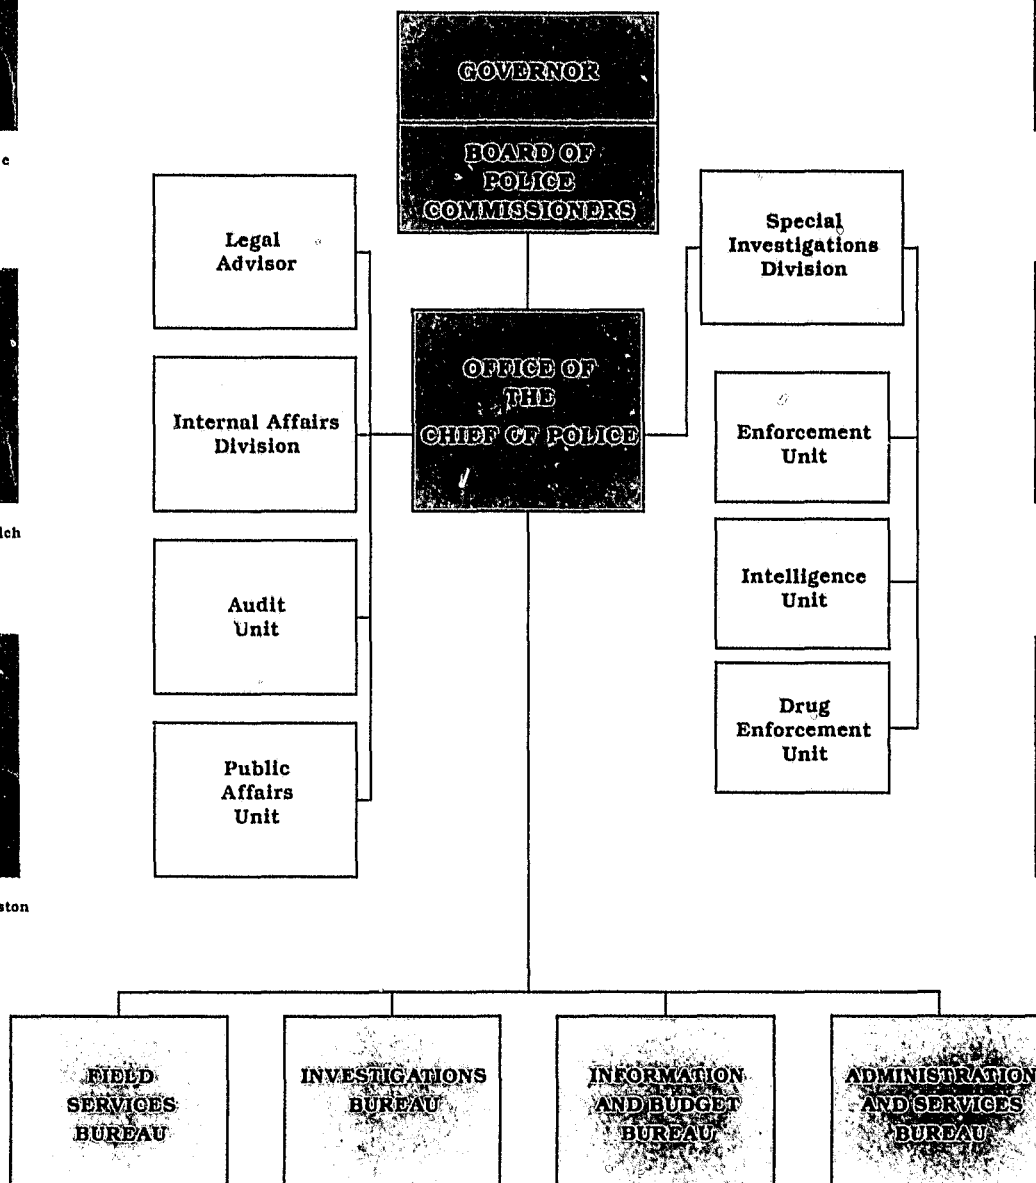 GOVERNOR
BOARD OF
POLICE
COMMISSIONERS
Legal
Advisor
Special
Investigations
Division
OFFICE OF
THE
CHIEF OF POLICE
Internal Affairs
Division
Enforcement
Unit
Intelligence
Unit
Audit
Unit
Drug
Enforcement
Unit
Public
Affairs
Unit
FIELD
SERVICES
BUREAU
INVESTIGATIONS
BUREAU
INFORMATION
AND BUDGET
BUREAU
ADMINISTRATION
AND SERVICES
BUREAU